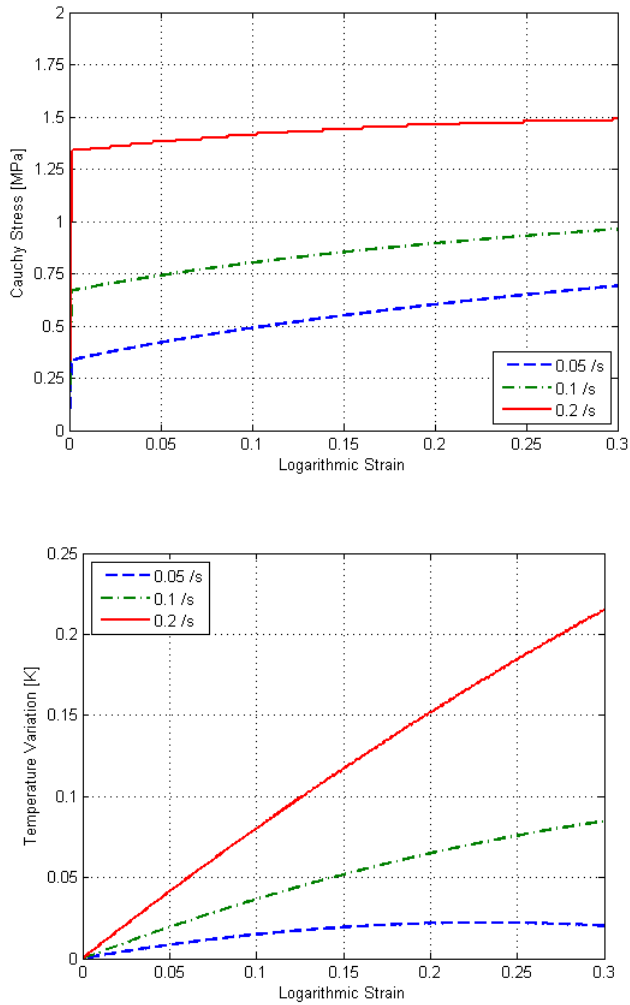 2
1.75
1.5
1.25
1
0.75
0.5
0.25
0
Cauchy Stress [MPa]
0.05 /s
0.1 /s
0.2 /s
0 0.05 0.1 0.15 0.2 0.25 0.3
Logarithmic Strain
0.25
0.2
0.15
0.1
0.05
0
Temperature Variation [K]
0.05 /s
0.1 /s
0.2 /s
0 0.05 0.1 0.15 0.2 0.25 0.3
Logarithmic Strain